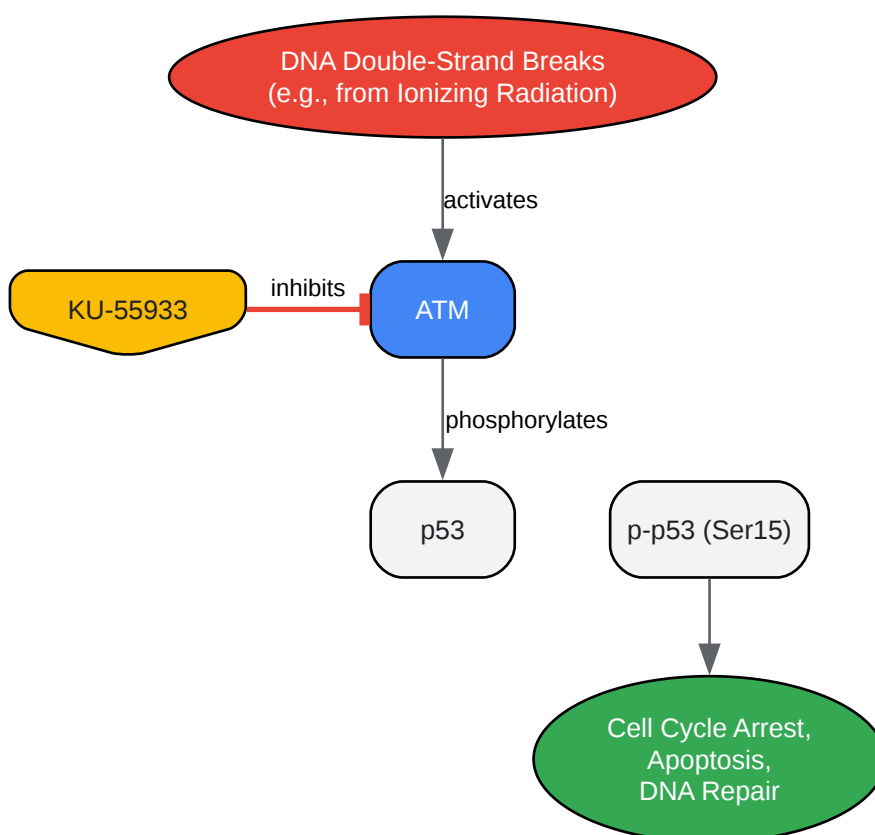 DNA Double-Strand Breaks
(e.g., from Ionizing Radiation)
activates
inhibits
KU-55933
ATM
phosphorylates
p53
p-p53 (Ser15)
Cell Cycle Arrest,
Apoptosis,
DNA Repair